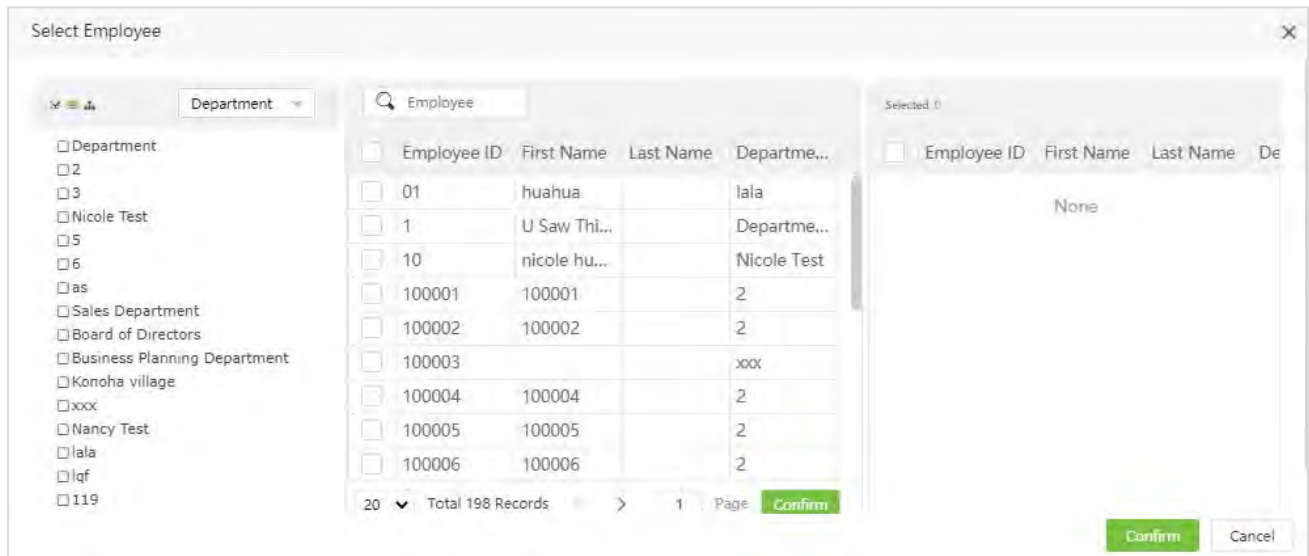 Select Employee
Department
Department
2
3
Nicole Test
5
6
as
Sales Department
Board of Directors
Business Planning Department
Konoha village
xxx
Nancy Test
lala
lqf
119
Employee
Employee ID First Name Last Name Departme...
01 huahua lala
1 U Saw Thi... Departme...
10 nicole hu... Nicole Test
100001 100001 2
100002 100002 2
100003 xxx
100004 100004 2
100005 100005 2
100006 100006 2
20 Total 198 Records > 1 Page Confirm
Selected 0
Employee ID First Name Last Name De
None
Confirm Cancel